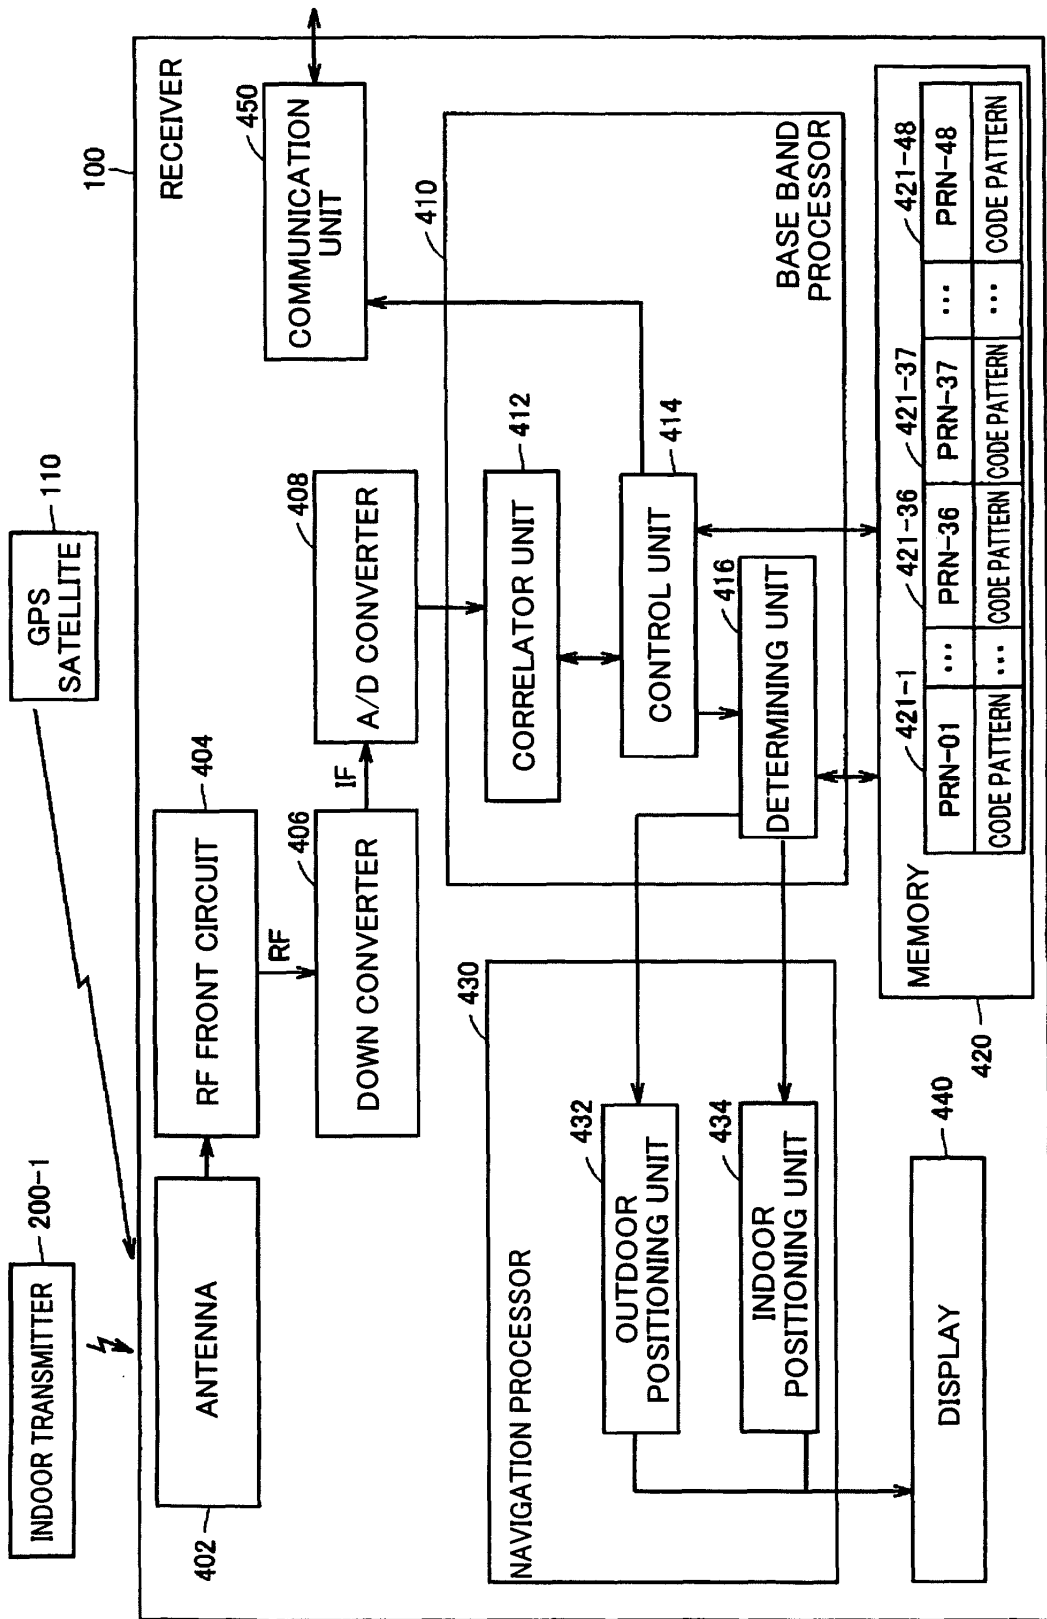 INDOOR TRANSMITTER
200-1
GPS
SATELLITE
110
100
RECEIVER
ANTENNA
402
RF FRONT CIRCUIT
404
RF
DOWN CONVERTER
406
IF
A/D CONVERTER
408
COMMUNICATION
UNIT
450
410
CORRELATOR UNIT
412
CONTROL UNIT
414
DETERMINING UNIT
416
BASE BAND
PROCESSOR
NAVIGATION PROCESSOR
430
OUTDOOR
POSITIONING UNIT
432
INDOOR
POSITIONING UNIT
434
DISPLAY
440
MEMORY
420
421-1
421-36
421-37
421-48
PRN-01
...
PRN-36
PRN-37
...
PRN-48
CODE PATTERN
...
CODE PATTERN
CODE PATTERN
...
CODE PATTERN